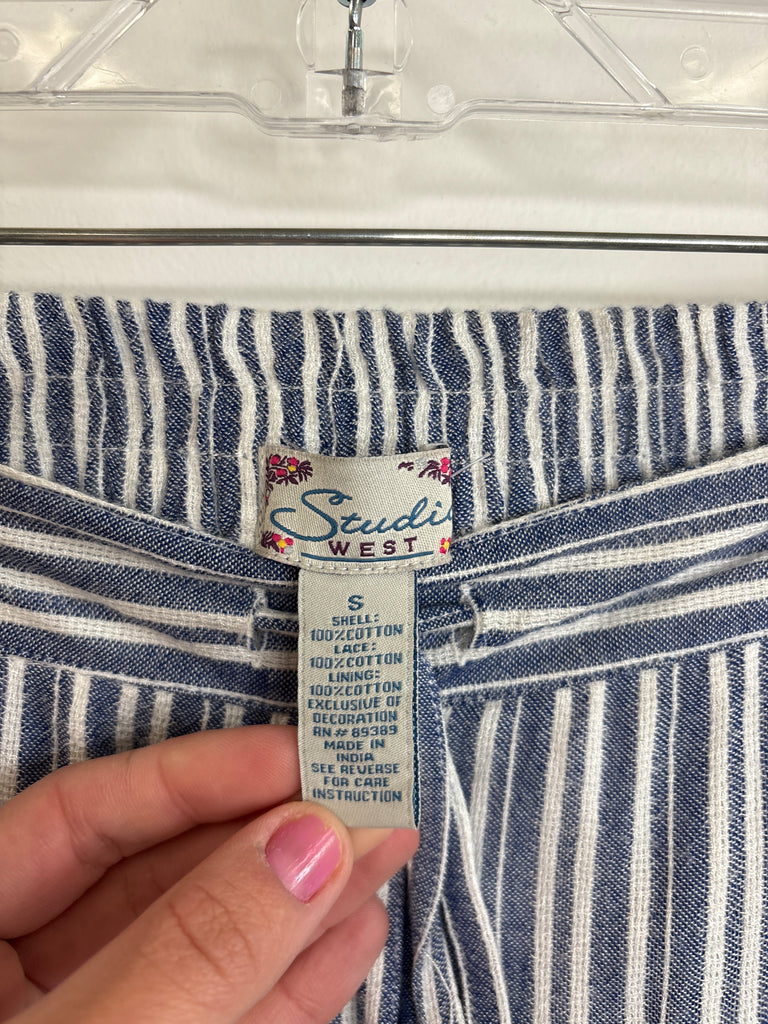 Studio
WEST
S
SHELL:
100%COTTON
LACE:
100%COTTON
LINING:
100%COTTON
EXCLUSIVE OF
DECORATION
RN # 89389
MADE IN
INDIA
SEE REVERSE
FOR CARE
INSTRUCTION